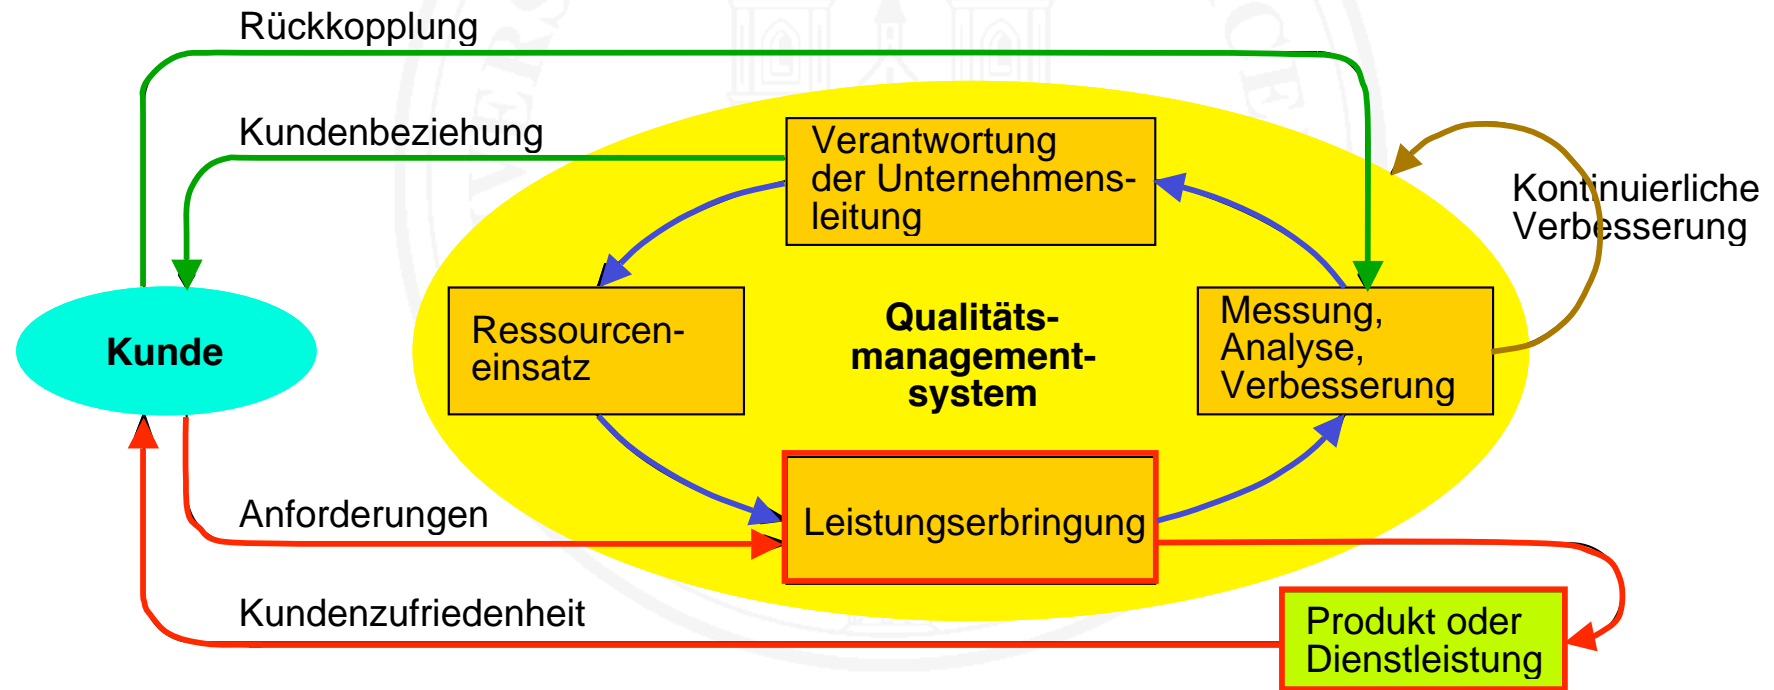 Rückkopplung
Kundenbeziehung
Verantwortung
der Unternehmens-
leitung
Kontinuierliche
Verbesserung
Kunde
Ressourcen-
einsatz
Qualitäts-
management-
system
Messung,
Analyse,
Verbesserung
Anforderungen
Leistungserbringung
Kundenzufriedenheit
Produkt oder
Dienstleistung